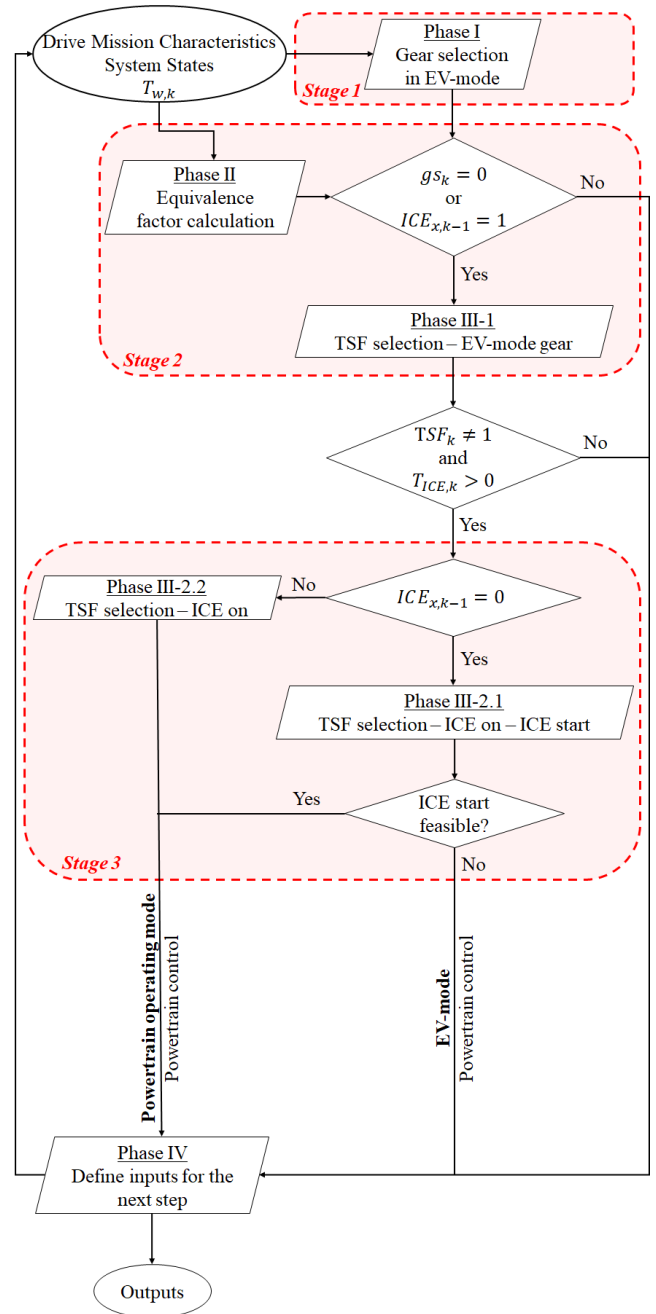 Drive Mission Characteristics
System States
T_{w,k}
Phase I
Gear selection
in EV-mode
Stage 1
Phase II
Equivalence
factor calculation
gs_k = 0
or
ICE_{x,k−1} = 1
No
Yes
Phase III-1
TSF selection – EV-mode gear
Stage 2
TSF_k ≠ 1
and
T_{ICE,k} > 0
No
Yes
Phase III-2.2
TSF selection – ICE on
No
ICE_{x,k−1} = 0
Yes
Phase III-2.1
TSF selection – ICE on – ICE start
Yes
ICE start
feasible?
Stage 3
No
Powertrain operating mode
Powertrain control
EV-mode
Powertrain control
Phase IV
Define inputs for the
next step
Outputs